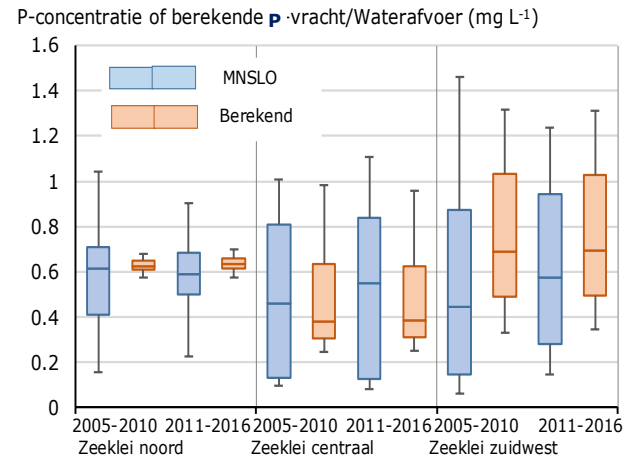 P-concentratie of berekende P-vracht/Waterafvoer (mg L-1)
1.6
1.4
MNSLO
1.2
Berekend
1
0.8
0.6
0.4
0.2
0
2005-2010 2011-2016 2005-2010 2011-2016 2005-2010 2011-2016
Zeeklei noord Zeeklei centraal Zeeklei zuidwest